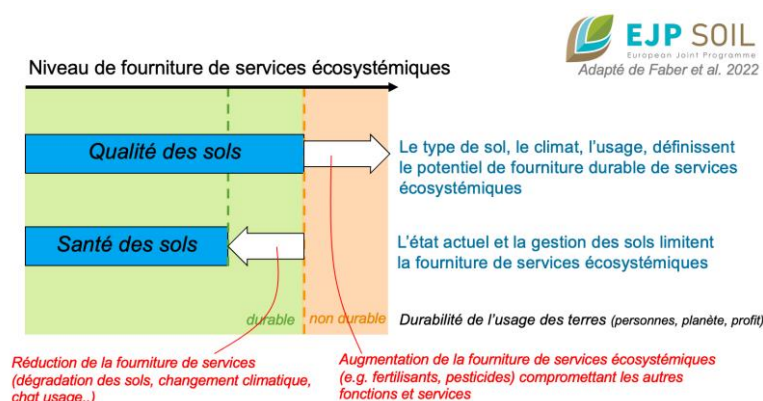 EJP SOIL
European Joint Programme
Adapté de Faber et al. 2022
Niveau de fourniture de services écosystémiques
Qualité des sols
Le type de sol, le climat, l'usage, définissent
le potentiel de fourniture durable de services
écosystémiques
Santé des sols
L'état actuel et la gestion des sols limitent
la fourniture de services écosystémiques
durable
non durable
Durabilité de l'usage des terres (personnes, planète, profit)
Réduction de la fourniture de services
(dégradation des sols, changement climatique,
chgt usage..)
Augmentation de la fourniture de services écosystémiques
(e.g. fertilisants, pesticides) compromettant les autres
fonctions et services